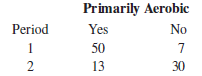 Primarily Aerobic
Period Yes No
1 50 7
2 13 30